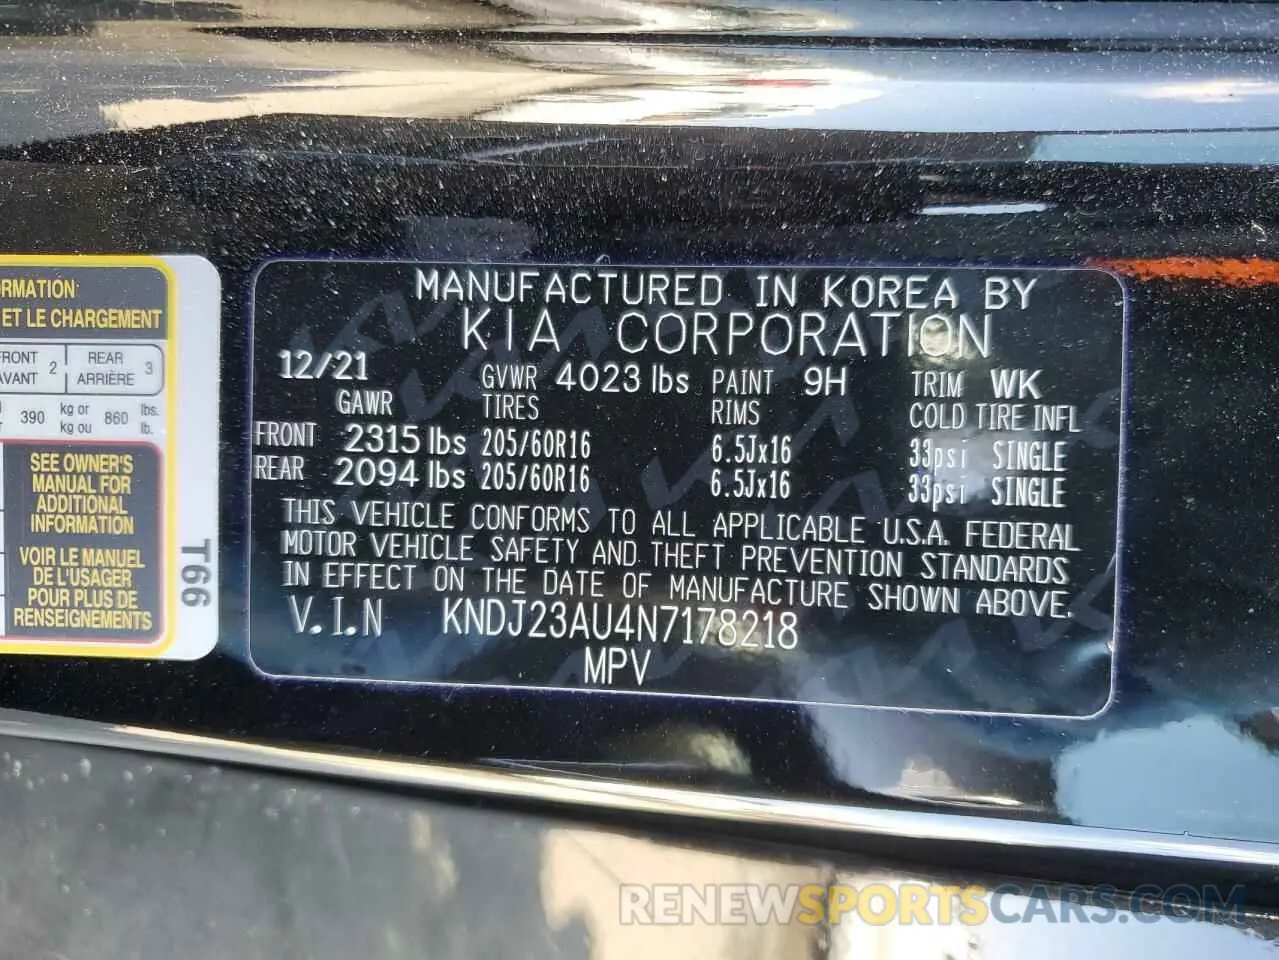 MANUFACTURED IN KOREA BY
KIA CORPORATION
12/21 GVWR 4023 lbs PAINT 9H TRIM WK
GAWR TIRES RIMS COLD TIRE INFL
FRONT 2315 lbs 205/60R16 6.5Jx16 33psi SINGLE
REAR 2094 lbs 205/60R16 6.5Jx16 33psi SINGLE
THIS VEHICLE CONFORMS TO ALL APPLICABLE U.S.A. FEDERAL
MOTOR VEHICLE SAFETY AND THEFT PREVENTION STANDARDS
IN EFFECT ON THE DATE OF MANUFACTURE SHOWN ABOVE.
V.I.N KNDJ23AU4N7178218
MPV
RMATION
ET LE CHARGEMENT
FRONT 2 REAR 3
AVANT ARRIÈRE
390 kg or 860 lbs.
kg ou lb.
SEE OWNER'S
MANUAL FOR
ADDITIONAL
INFORMATION
VOIR LE MANUEL
DE L'USAGER
POUR PLUS DE
RENSEIGNEMENTS
T66
RENEWSPORTSCARS.COM